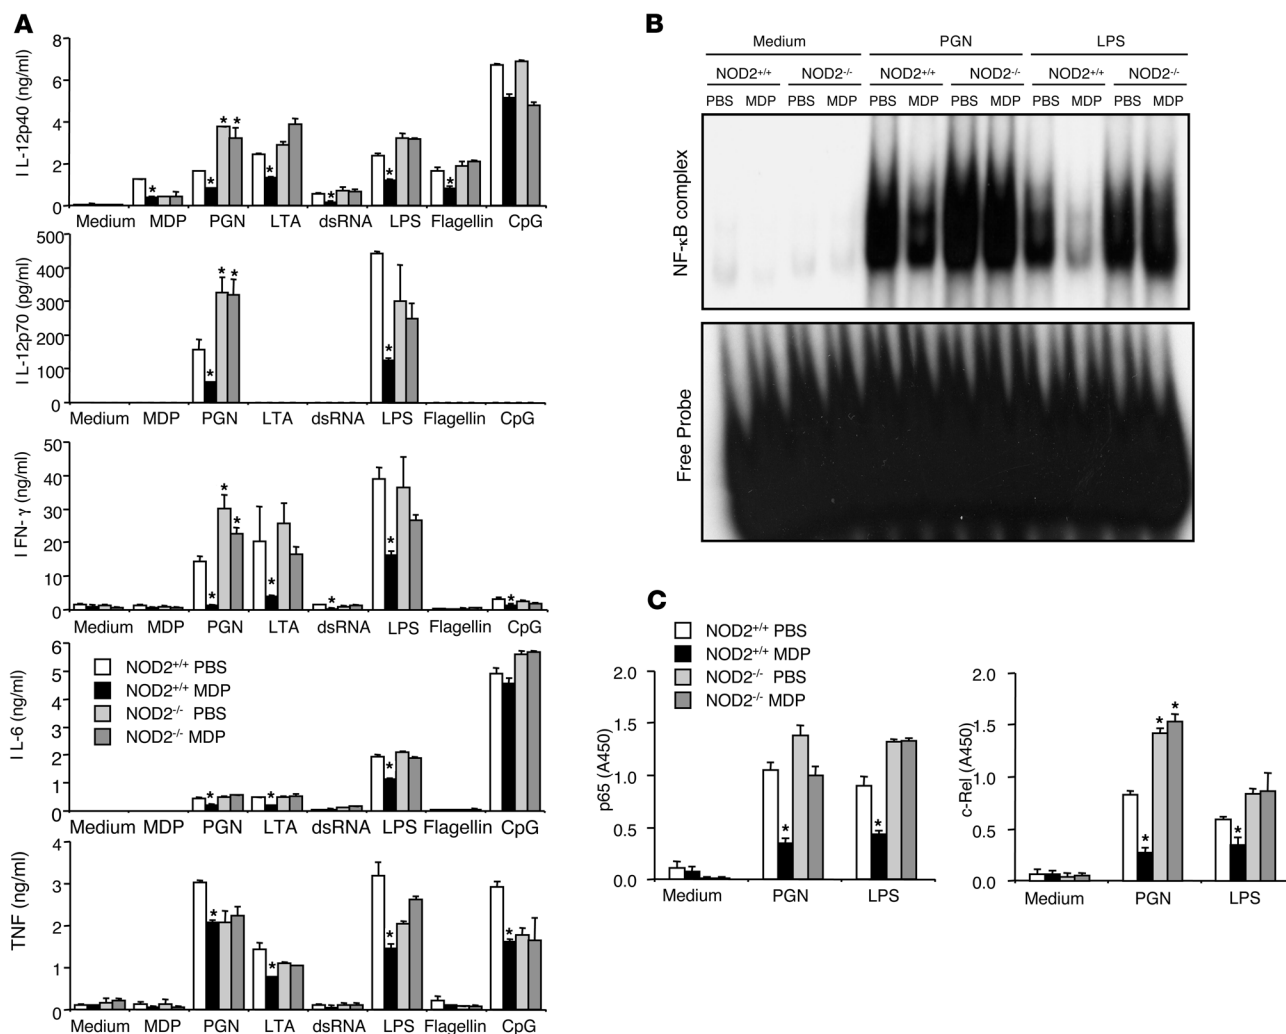 A
8
6
4
2
0
I L-12p40 (ng/ml)
* * * * * * * * *
Medium MDP PGN LTA dsRNA LPS Flagellin CpG
500
400
300
200
100
0
I L-12p70 (pg/ml)
* * * *
Medium MDP PGN LTA dsRNA LPS Flagellin CpG
50
40
30
20
10
0
I FN- γ (ng/ml)
* * * * * * *
Medium MDP PGN LTA dsRNA LPS Flagellin CpG
6
5
4
3
2
1
0
I L-6 (ng/ml)
NOD2+/+ PBS
NOD2+/+ MDP
NOD2-/- PBS
NOD2-/- MDP
* * *
Medium MDP PGN LTA dsRNA LPS Flagellin CpG
4
3
2
1
0
TNF (ng/ml)
* * * *
Medium MDP PGN LTA dsRNA LPS Flagellin CpG
B
Medium PGN LPS
NOD2+/+ NOD2-/- NOD2+/+ NOD2-/- NOD2+/+ NOD2-/-
PBS MDP PBS MDP PBS MDP PBS MDP PBS MDP PBS MDP
NF-κB complex
Free Probe
C
NOD2+/+ PBS
NOD2+/+ MDP
NOD2-/- PBS
NOD2-/- MDP
2.0
1.5
1.0
0.5
0.0
p65 (A450)
* *
Medium PGN LPS
2.0
1.5
1.0
0.5
0.0
c-Rel (A450)
* * * *
Medium PGN LPS